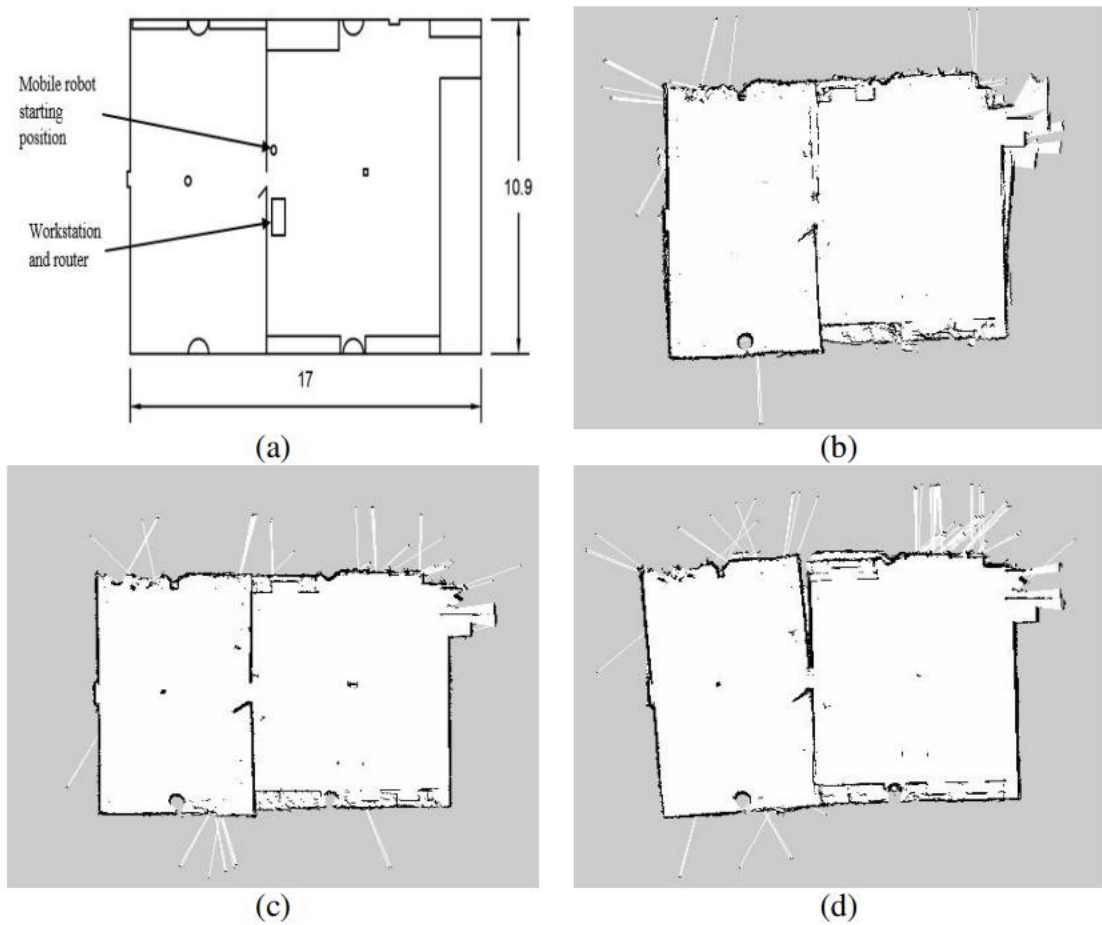 Mobile robot
starting
position
10.9
Workstation
and router
17
(a)
(b)
(c)
(d)